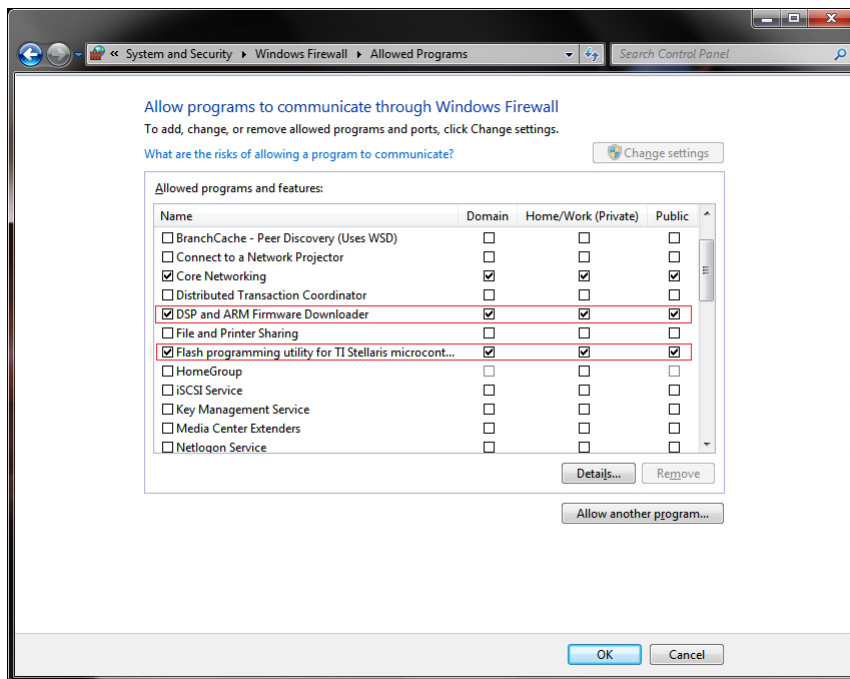 « System and Security ▸ Windows Firewall ▸ Allowed Programs Search Control Panel
Allow programs to communicate through Windows Firewall
To add, change, or remove allowed programs and ports, click Change settings.
What are the risks of allowing a program to communicate? Change settings
Allowed programs and features:
Name Domain Home/Work (Private) Public
BranchCache - Peer Discovery (Uses WSD)
Connect to a Network Projector
Core Networking
Distributed Transaction Coordinator
DSP and ARM Firmware Downloader
File and Printer Sharing
Flash programming utility for TI Stellaris microcont...
HomeGroup
iSCSI Service
Key Management Service
Media Center Extenders
Netlogon Service
Details... Remove
Allow another program...
OK Cancel